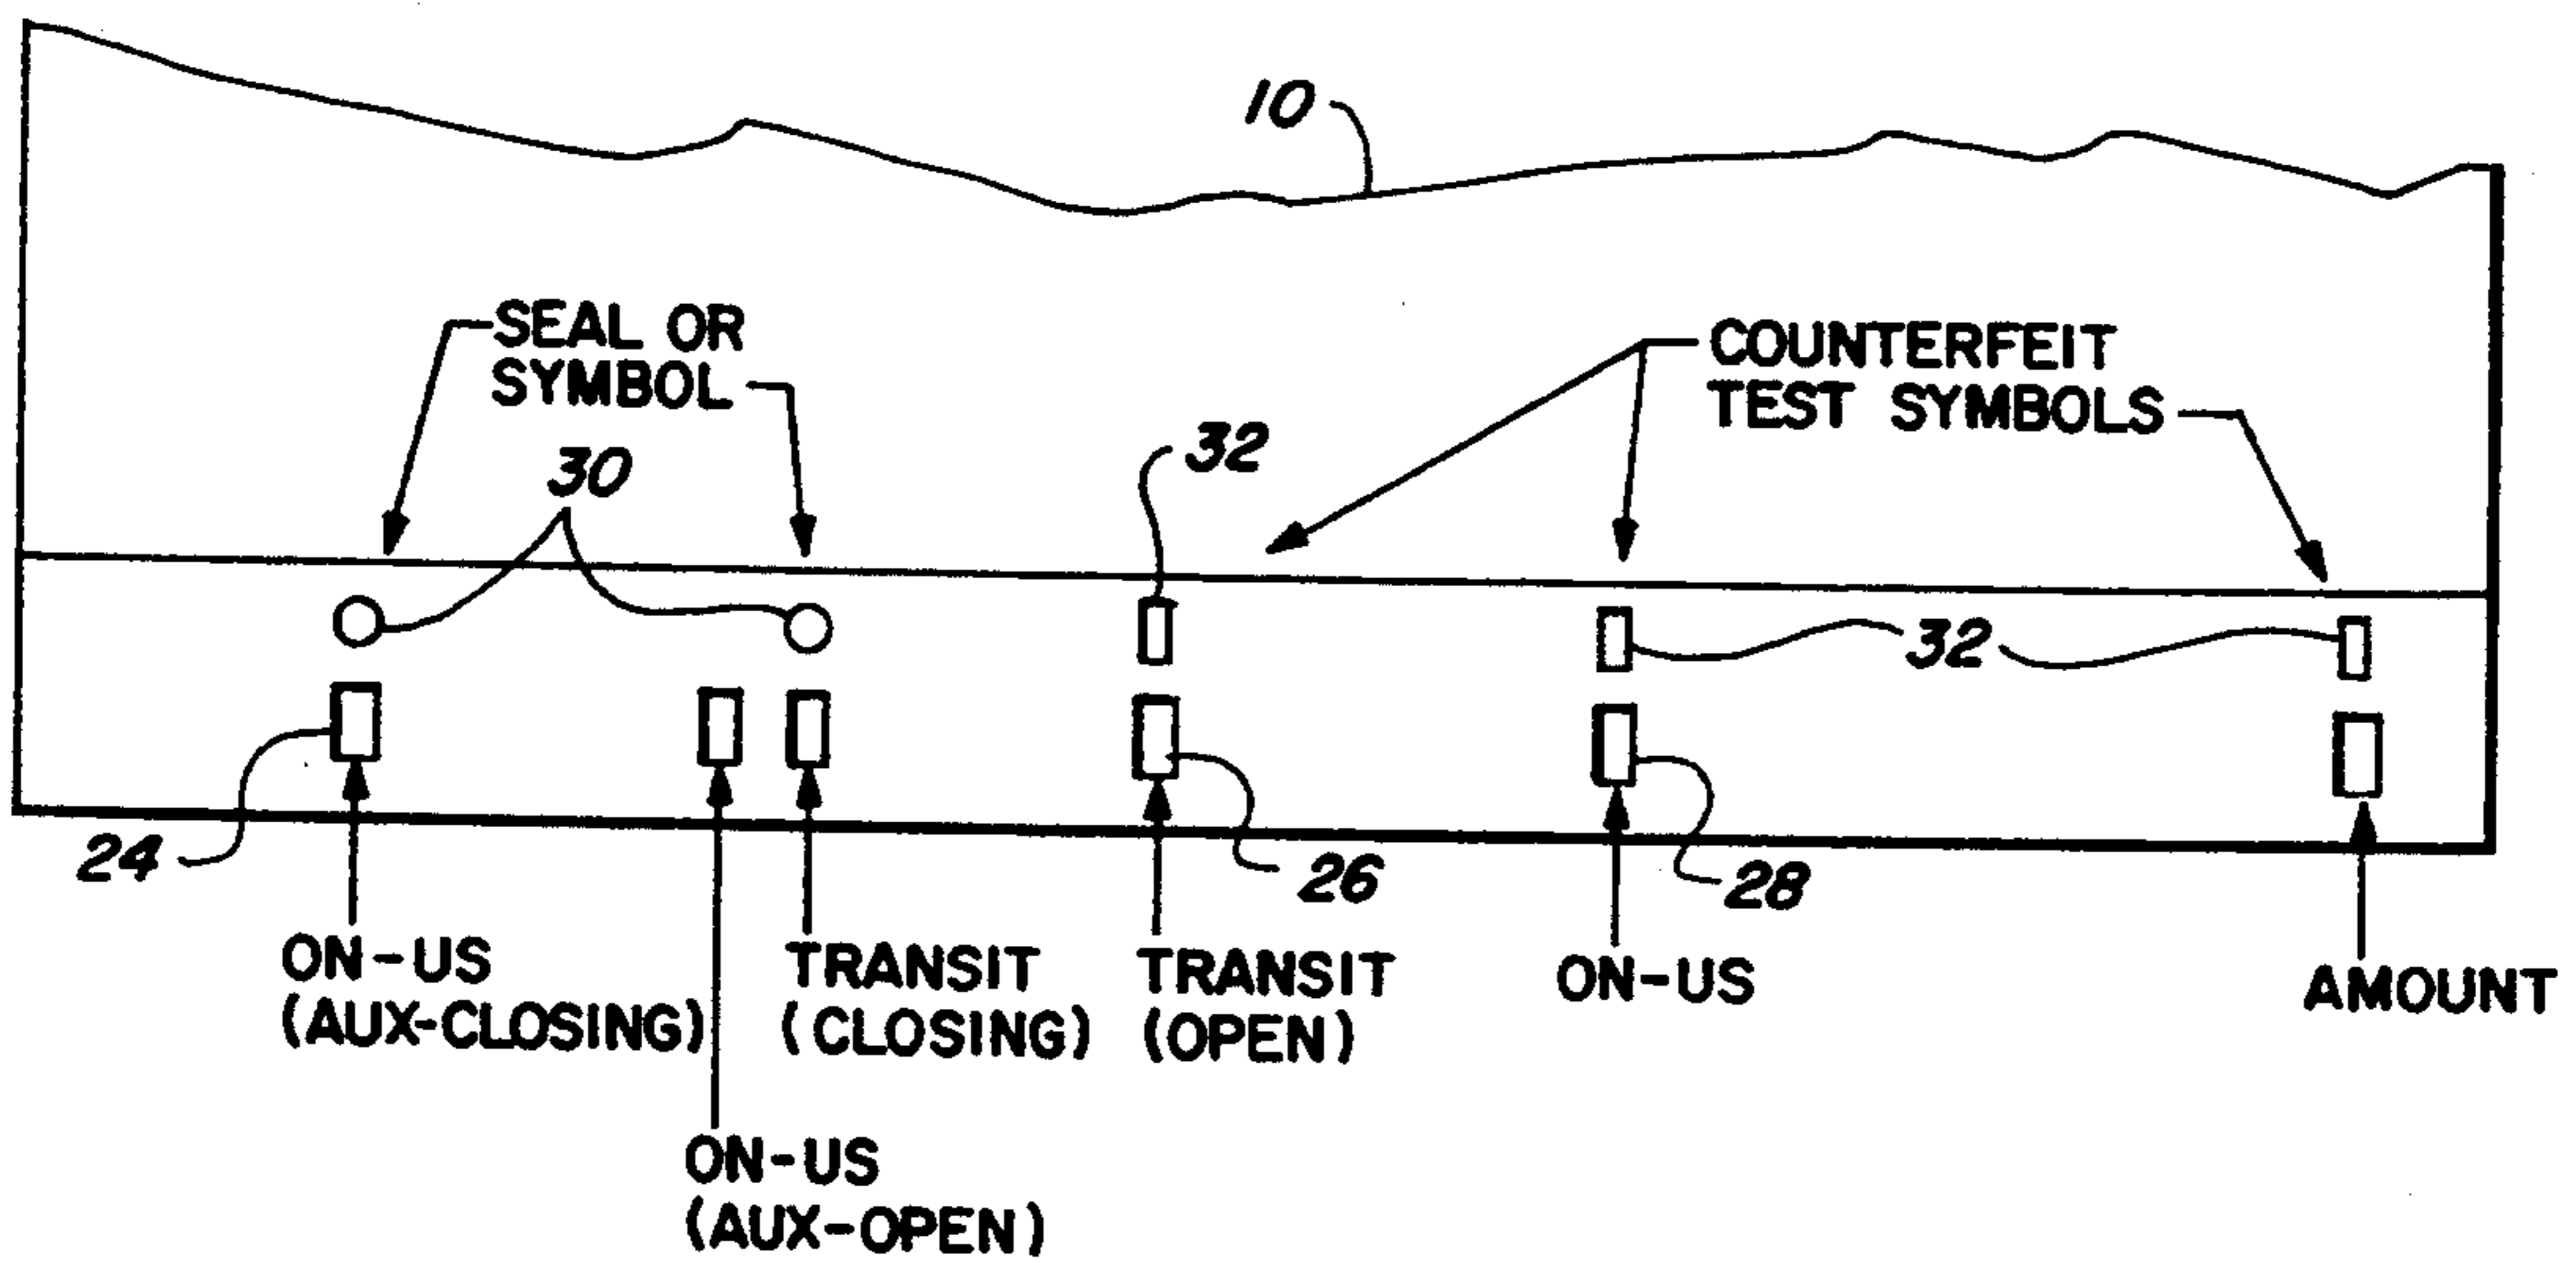 10
SEAL OR
SYMBOL
COUNTERFEIT
TEST SYMBOLS
30
32
32
24
26
28
ON-US
(AUX-CLOSING)
TRANSIT
(CLOSING)
TRANSIT
(OPEN)
ON-US
AMOUNT
ON-US
(AUX-OPEN)